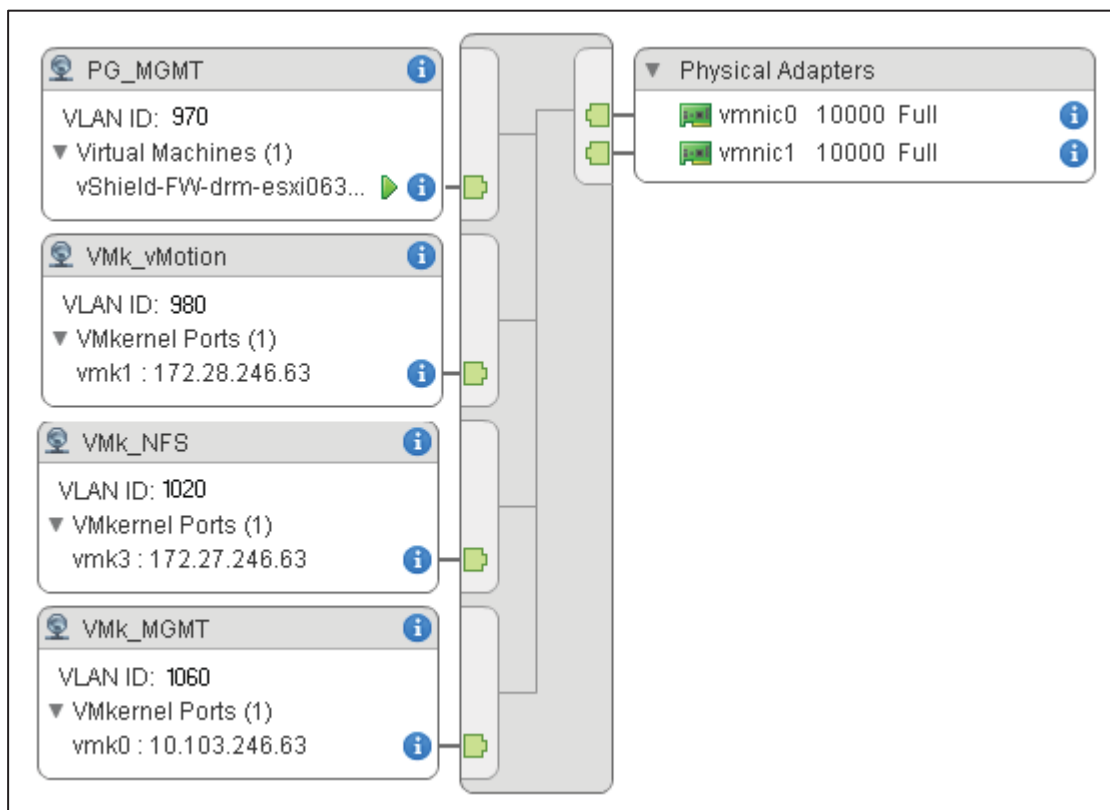 PG_MGMT
VLAN ID: 970
Virtual Machines (1)
vShield-FW-drm-esxi063...
VMk_vMotion
VLAN ID: 980
VMkernel Ports (1)
vmk1 : 172.28.246.63
VMk_NFS
VLAN ID: 1020
VMkernel Ports (1)
vmk3 : 172.27.246.63
VMk_MGMT
VLAN ID: 1060
VMkernel Ports (1)
vmk0 : 10.103.246.63
Physical Adapters
vmnic0 10000 Full
vmnic1 10000 Full